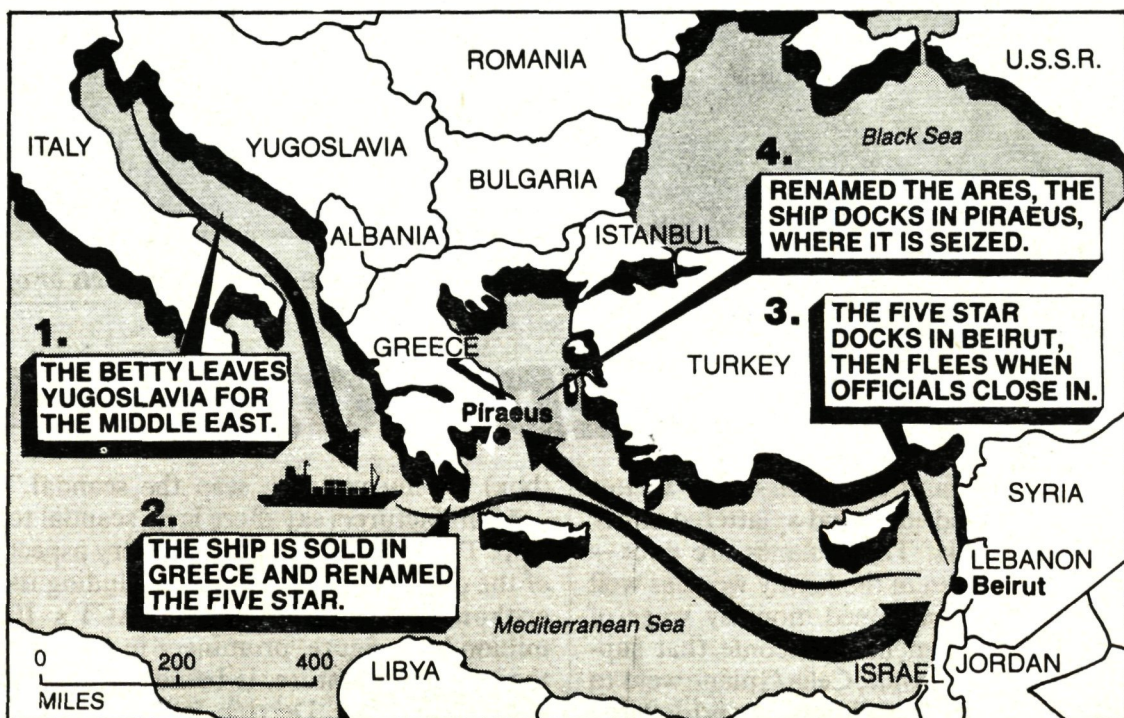 ROMANIA
U.S.S.R.
ITALY
YUGOSLAVIA
Black Sea
BULGARIA
4.
RENAMED THE ARES, THE
SHIP DOCKS IN PIRAEUS,
WHERE IT IS SEIZED.
ALBANIA
ISTANBUL
1.
THE BETTY LEAVES
YUGOSLAVIA FOR
THE MIDDLE EAST.
GREECE
TURKEY
3.
THE FIVE STAR
DOCKS IN BEIRUT,
THEN FLEES WHEN
OFFICIALS CLOSE IN.
Piraeus
SYRIA
2.
THE SHIP IS SOLD IN
GREECE AND RENAMED
THE FIVE STAR.
LEBANON
Beirut
Mediterranean Sea
0 200 400
MILES
LIBYA
ISRAEL
JORDAN